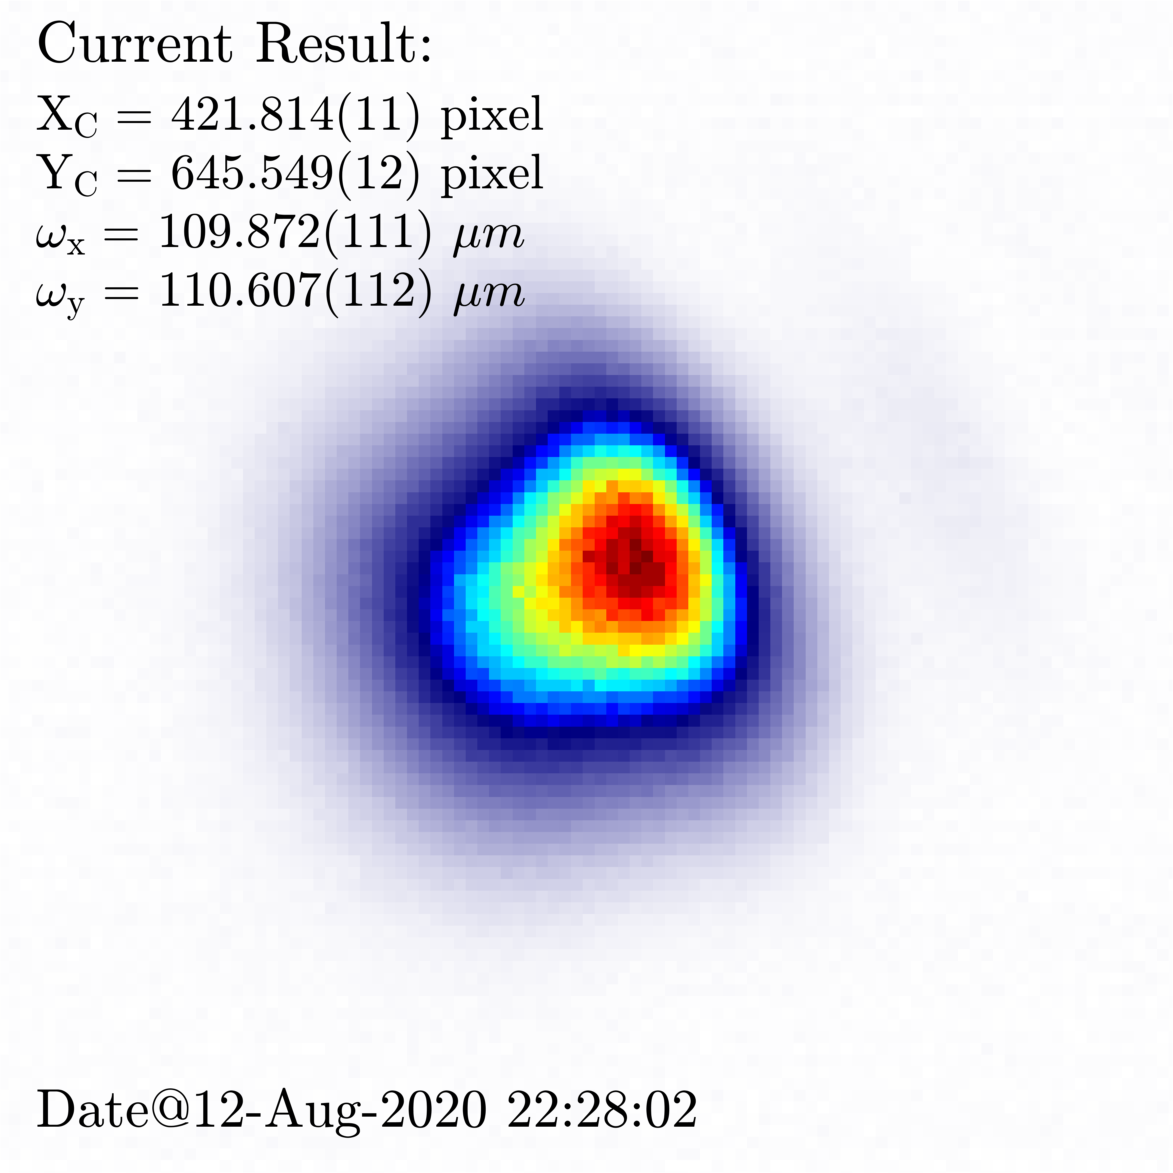 Current Result:
X_C = 421.814(11) pixel
Y_C = 645.549(12) pixel
ω_x = 109.872(111) μm
ω_y = 110.607(112) μm
Date@12-Aug-2020 22:28:02